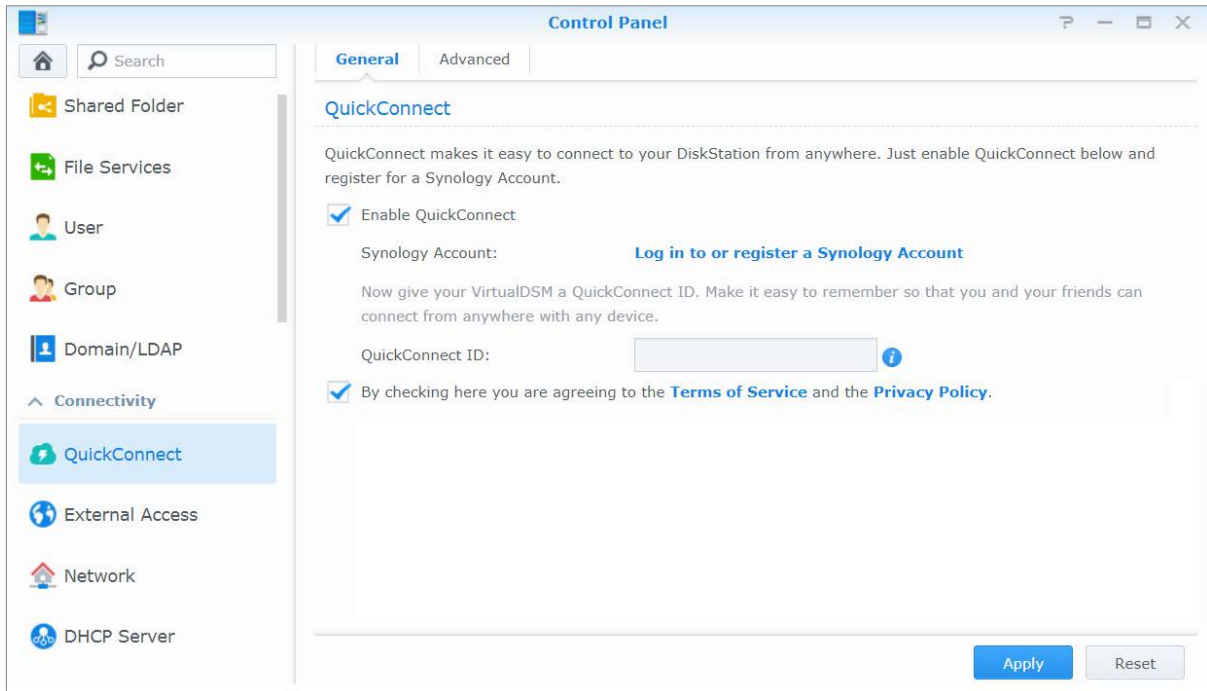 Control Panel
Search
Shared Folder
File Services
User
Group
Domain/LDAP
Connectivity
QuickConnect
External Access
Network
DHCP Server
General
Advanced
QuickConnect
QuickConnect makes it easy to connect to your DiskStation from anywhere. Just enable QuickConnect below and
register for a Synology Account.
Enable QuickConnect
Synology Account: Log in to or register a Synology Account
Now give your VirtualDSM a QuickConnect ID. Make it easy to remember so that you and your friends can
connect from anywhere with any device.
QuickConnect ID:
By checking here you are agreeing to the Terms of Service and the Privacy Policy.
Apply
Reset